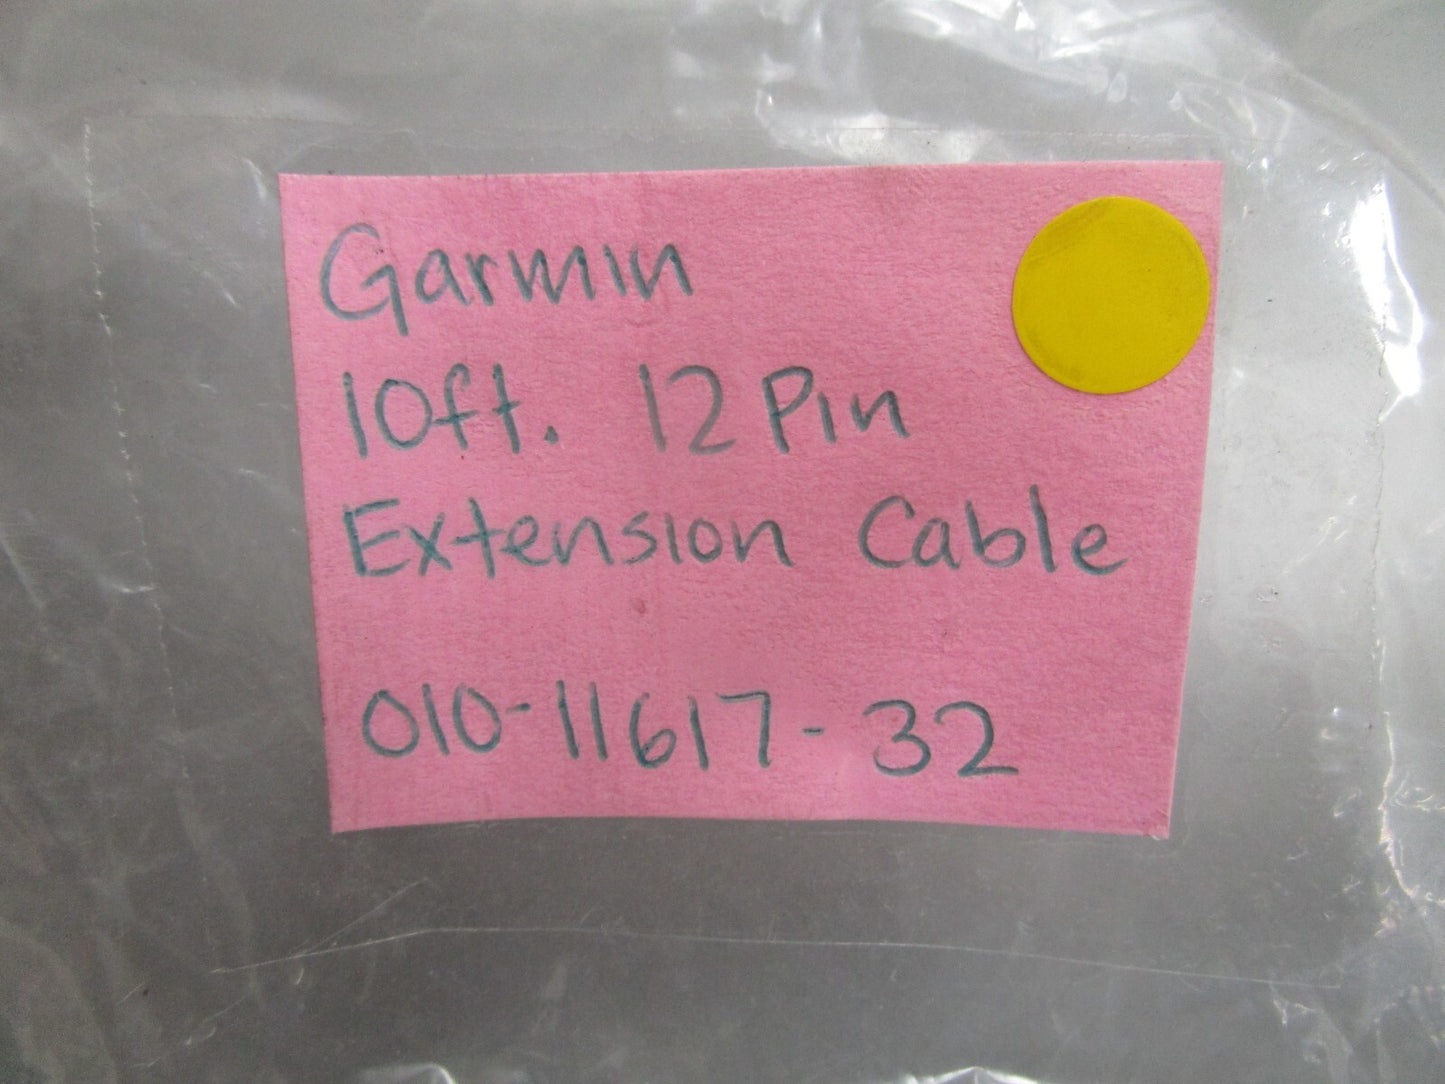 Garmin
10ft. 12 Pin
Extension Cable
010-11617-32